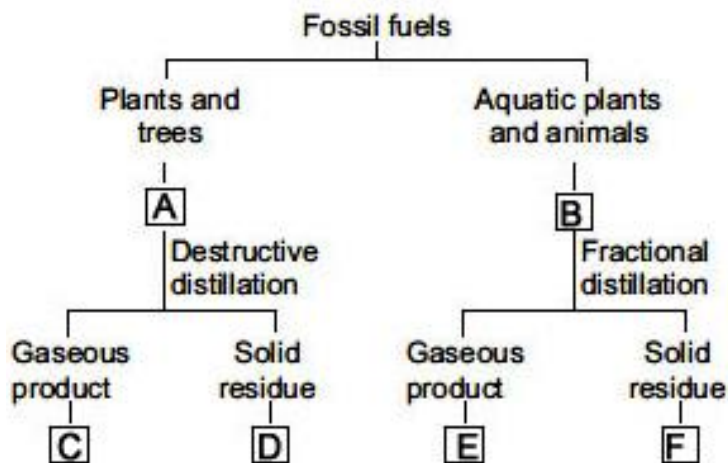 Fossil fuels
Plants and
trees
Aquatic plants
and animals
A
B
Destructive
distillation
Fractional
distillation
Gaseous
product
Solid
residue
Gaseous
product
Solid
residue
C
D
E
F